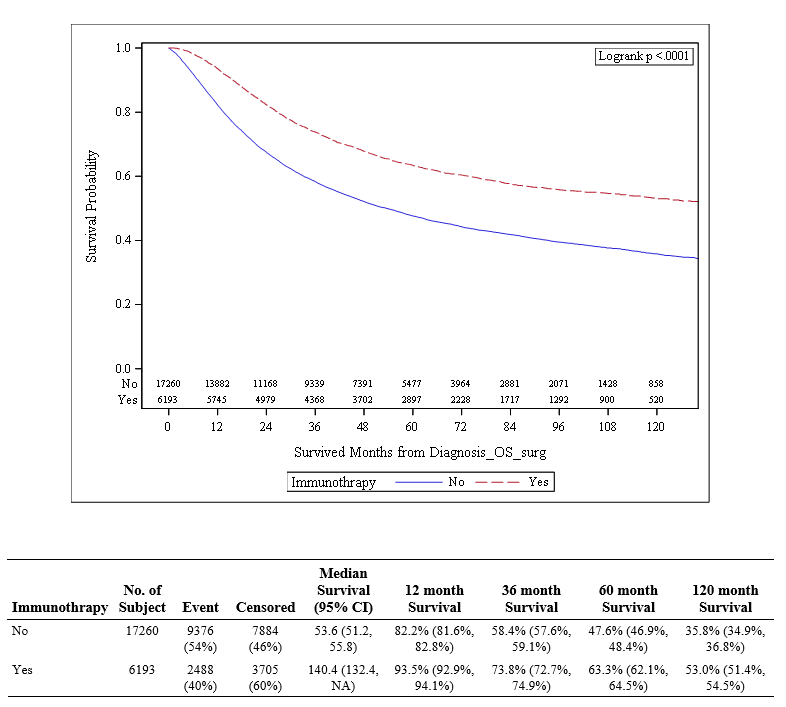 Logrank p <.0001
1.0
0.8
0.6
0.4
0.2
0.0
Survival Probability
No 17260 13882 11168 9339 7391 5477 3964 2881 2071 1428 858
Yes 6193 5745 4979 4368 3702 2897 2228 1717 1292 900 520
0 12 24 36 48 60 72 84 96 108 120
Survived Months from Diagnosis_OS_surg
Immunothrapy No Yes
Median
No. of Survival 12 month 36 month 60 month 120 month
Immunothrapy Subject Event Censored (95% CI) Survival Survival Survival Survival
No 17260 9376 7884 53.6 (51.2, 82.2% (81.6%, 58.4% (57.6%, 47.6% (46.9%, 35.8% (34.9%,
(54%) (46%) 55.8) 82.8%) 59.1%) 48.4%) 36.8%)
Yes 6193 2488 3705 140.4 (132.4, 93.5% (92.9%, 73.8% (72.7%, 63.3% (62.1%, 53.0% (51.4%,
(40%) (60%) NA) 94.1%) 74.9%) 64.5%) 54.5%)